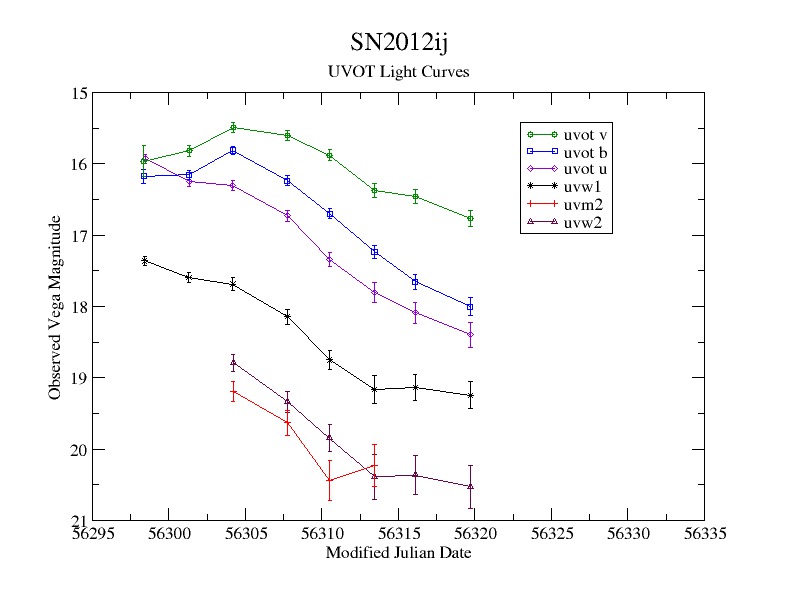 SN2012ij
UVOT Light Curves
15
16
17
18
19
20
21
Observed Vega Magnitude
uvot v
uvot b
uvot u
uvw1
uvm2
uvw2
56295 56300 56305 56310 56315 56320 56325 56330 56335
Modified Julian Date